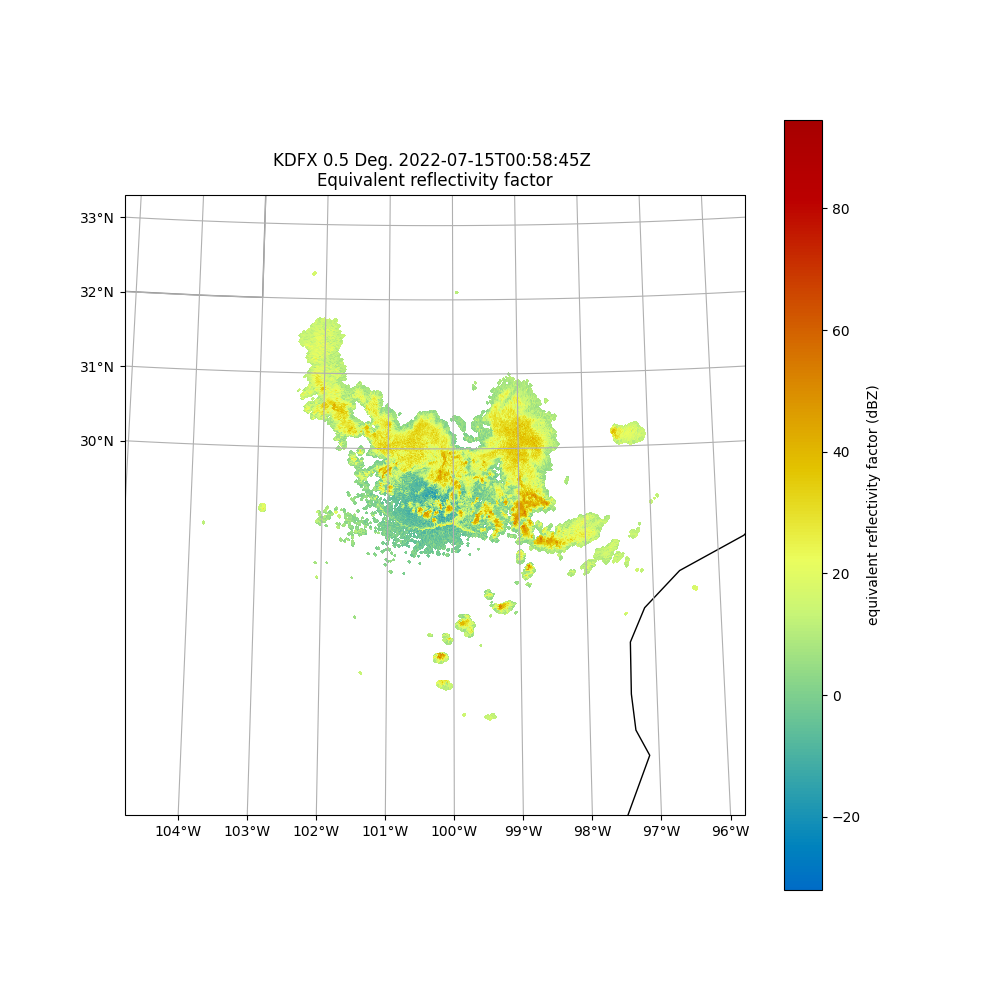 KDFX 0.5 Deg. 2022-07-15T00:58:45Z
Equivalent reflectivity factor
33°N
32°N
31°N
30°N
104°W 103°W 102°W 101°W 100°W 99°W 98°W 97°W 96°W
80
60
40
20
0
−20
equivalent reflectivity factor (dBZ)